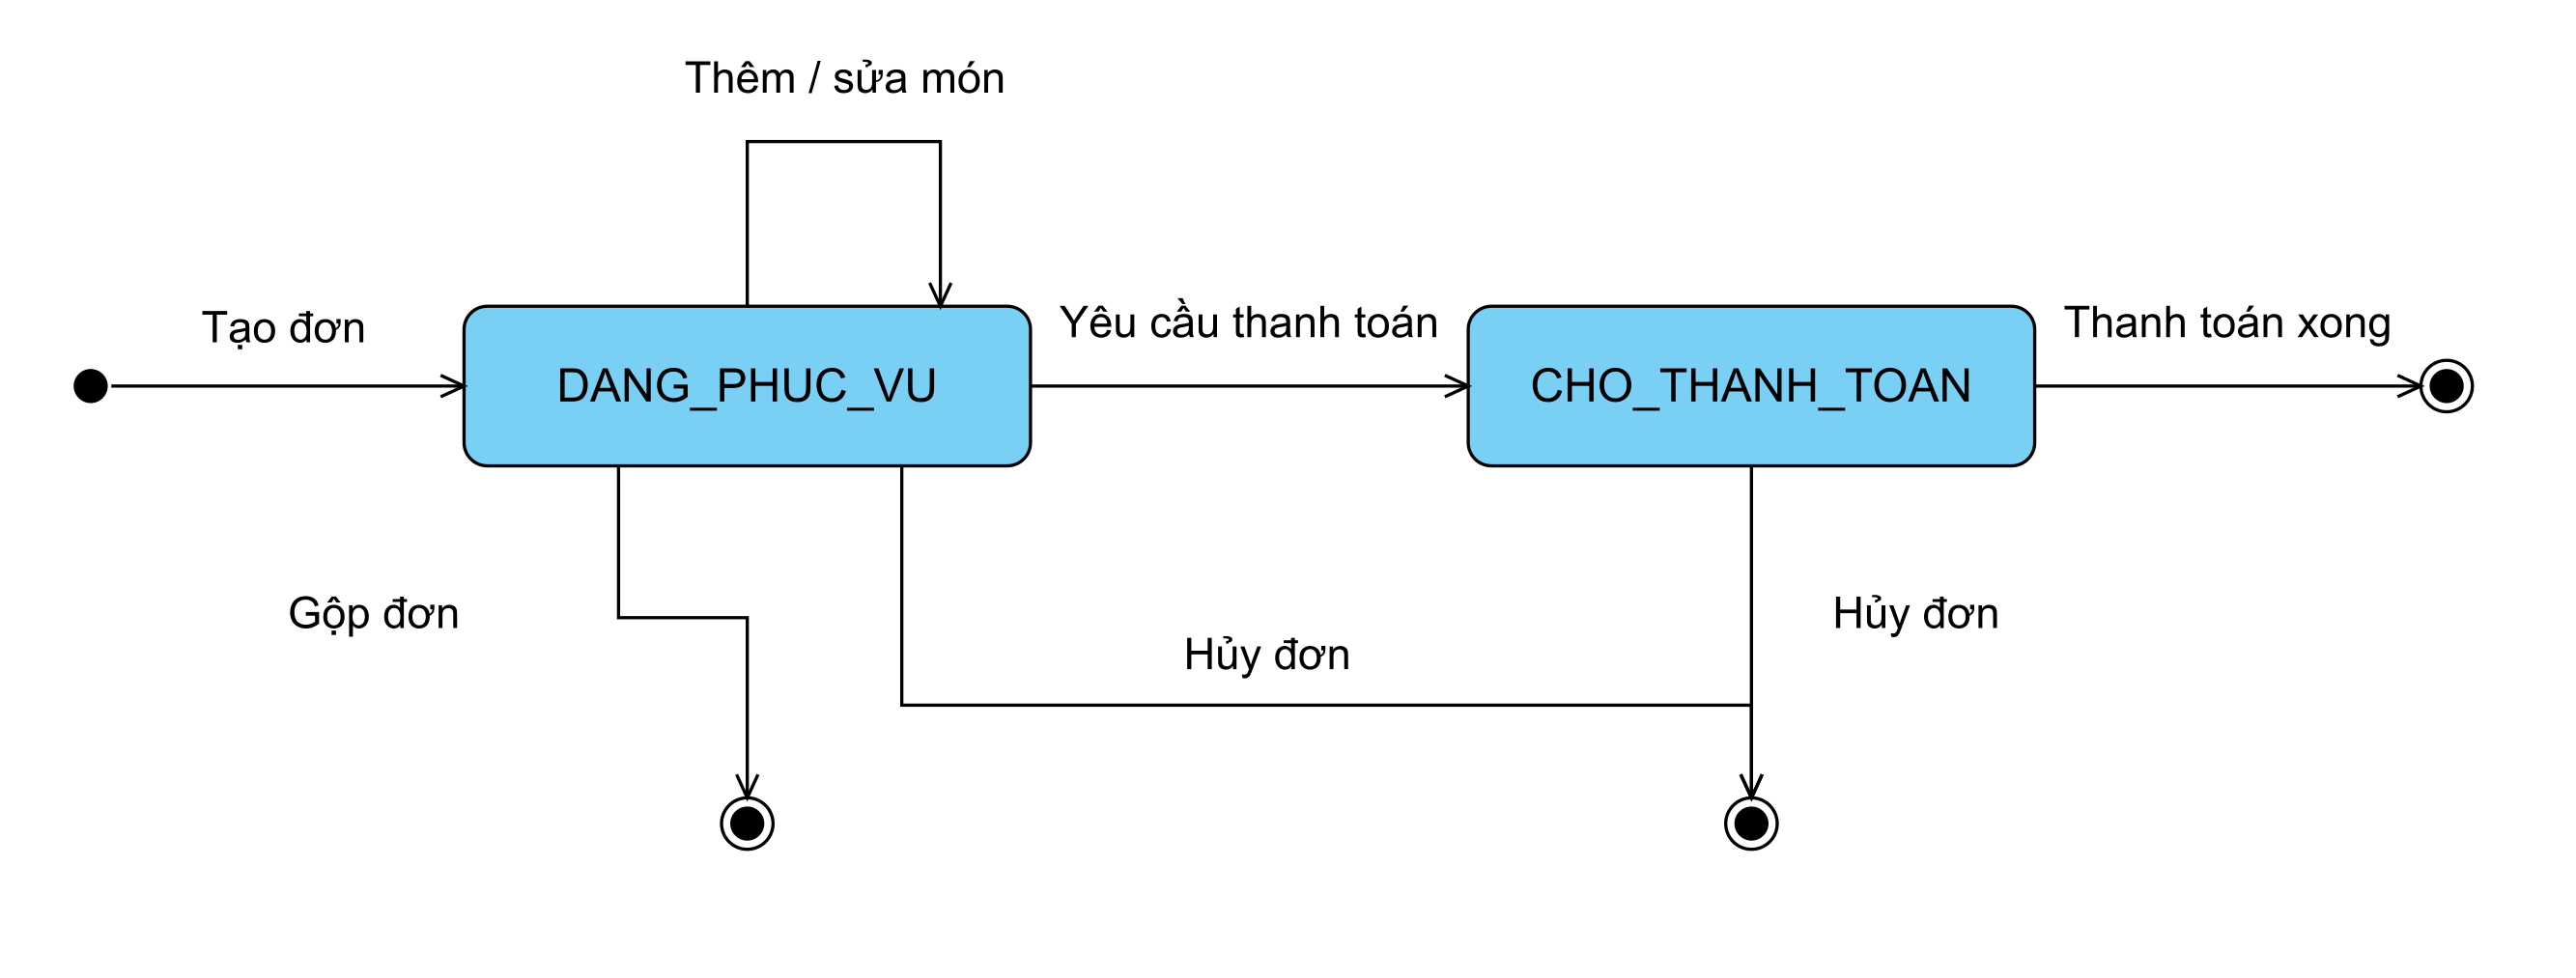 Thêm / sửa món
Tạo đơn
Yêu cầu thanh toán
Thanh toán xong
DANG_PHUC_VU
CHO_THANH_TOAN
Gộp đơn
Hủy đơn
Hủy đơn